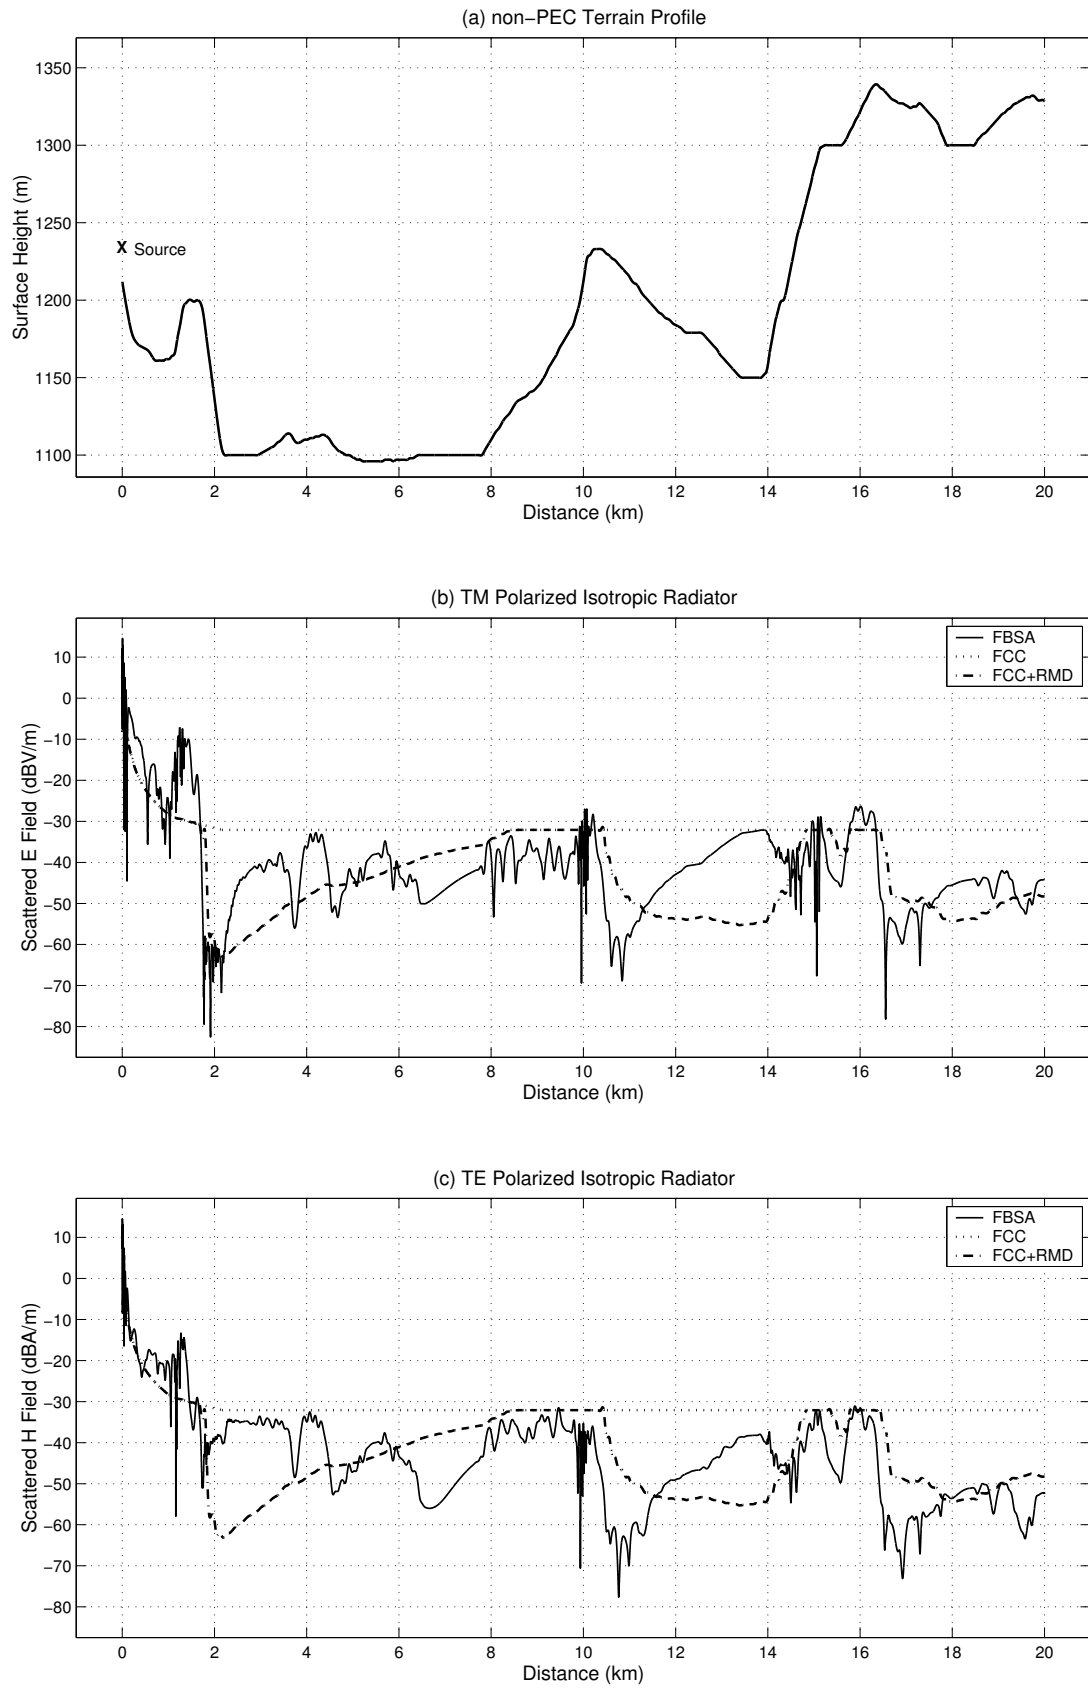 (a) non−PEC Terrain Profile
1350
1300
1250
1200
1150
1100
Surface Height (m)
X Source
0 2 4 6 8 10 12 14 16 18 20
Distance (km)
(b) TM Polarized Isotropic Radiator
10
0
−10
−20
−30
−40
−50
−60
−70
−80
Scattered E Field (dBV/m)
FBSA
FCC
FCC+RMD
0 2 4 6 8 10 12 14 16 18 20
Distance (km)
(c) TE Polarized Isotropic Radiator
10
0
−10
−20
−30
−40
−50
−60
−70
−80
Scattered H Field (dBA/m)
FBSA
FCC
FCC+RMD
0 2 4 6 8 10 12 14 16 18 20
Distance (km)